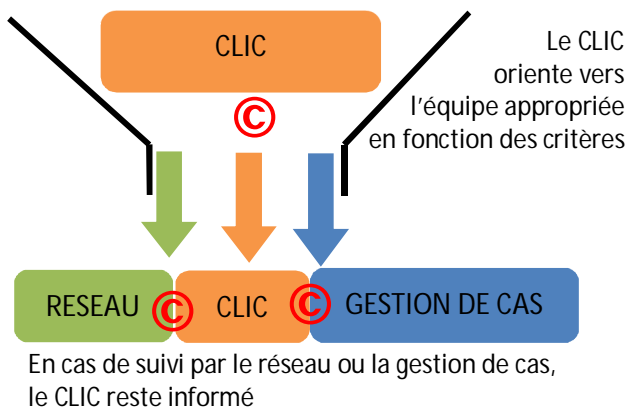 CLIC
Le CLIC
oriente vers
l'équipe appropriée
en fonction des critères
©
RESEAU © CLIC © GESTION DE CAS
En cas de suivi par le réseau ou la gestion de cas,
le CLIC reste informé